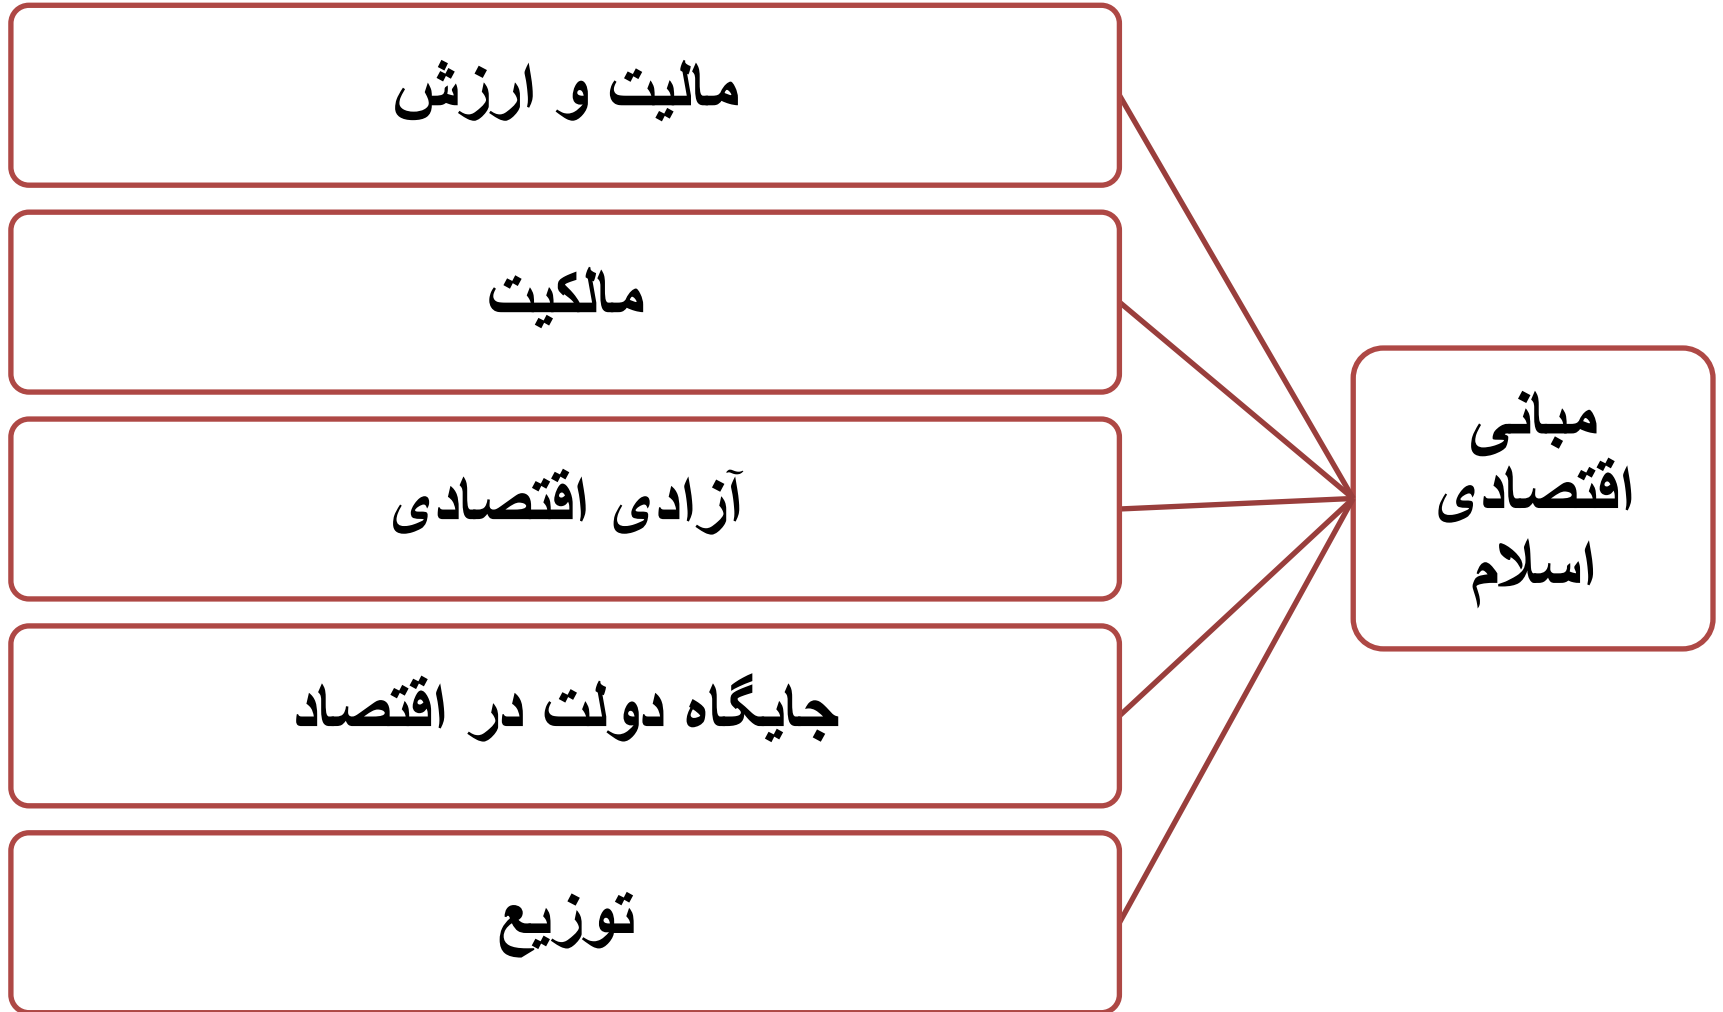 مبانی
اقتصادی
اسلام
مالیت و ارزش
مالکیت
آزادی اقتصادی
جایگاه دولت در اقتصاد
توزیع